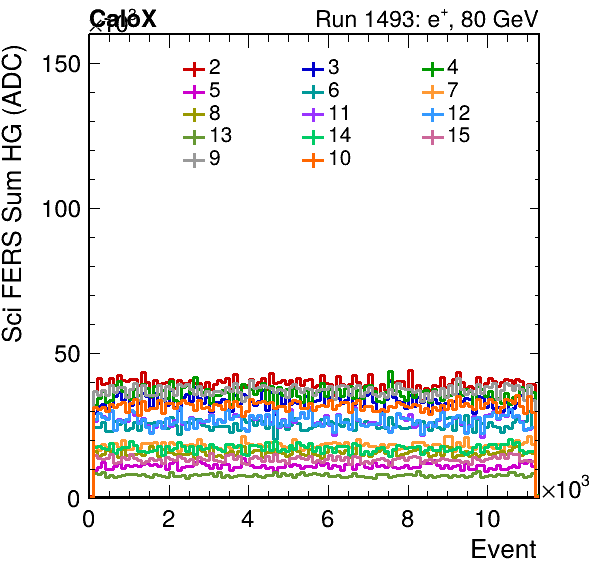 CaloX Run 1493: e⁺, 80 GeV
×10³
Sci FERS Sum HG (ADC)
150
100
50
0
2 3 4
5 6 7
8 11 12
13 14 15
9 10
0 2 4 6 8 10 ×10³
Event